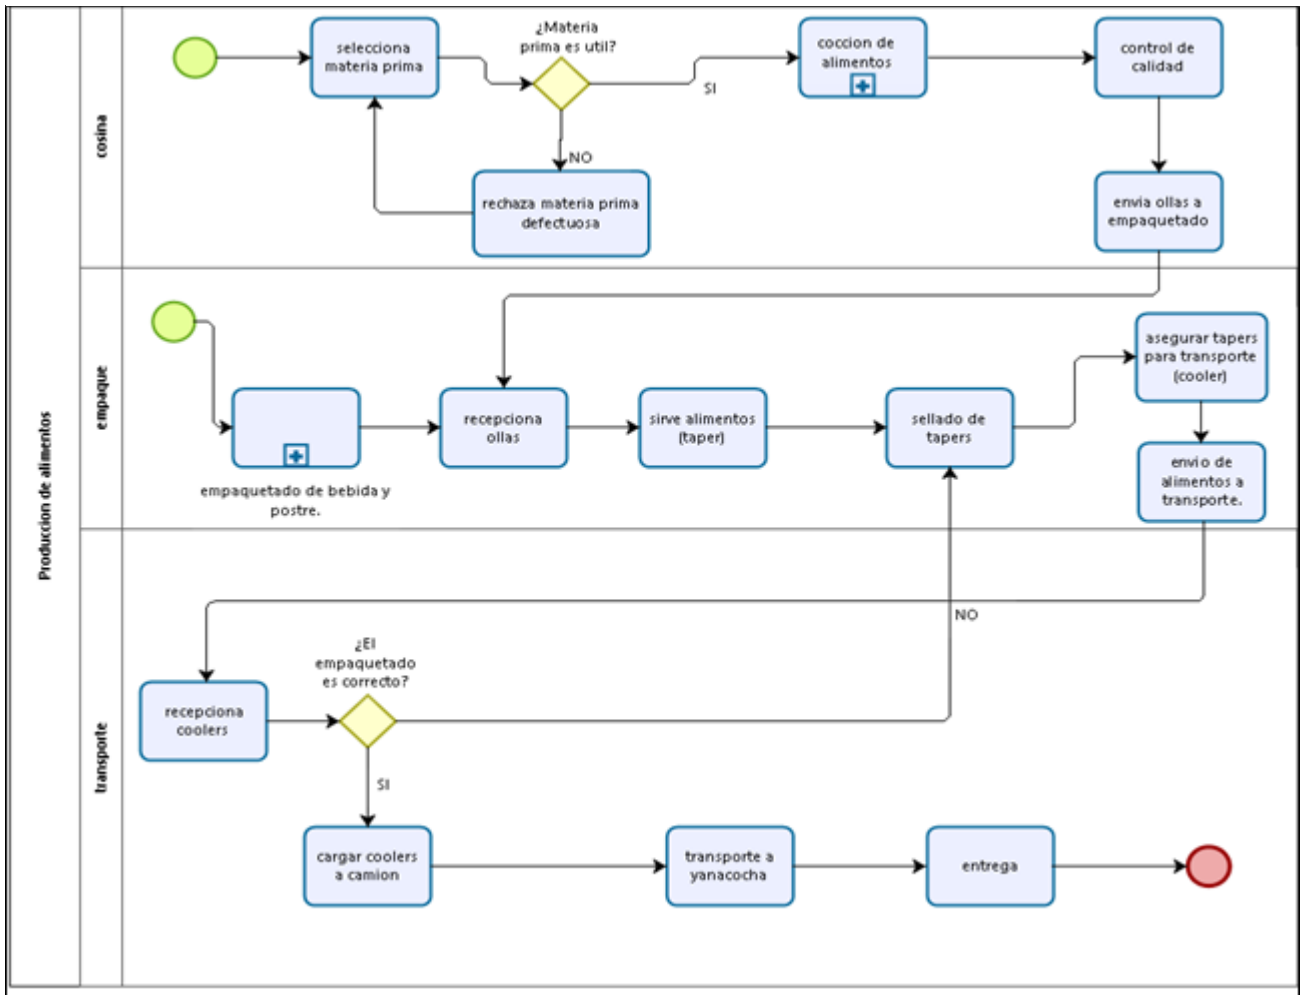 Produccion de alimentos
cosina
selecciona
materia prima
¿Materia
prima es util?
SI
NO
rechaza materia prima
defectuosa
coccion de
alimentos
control de
calidad
envia ollas a
empaquetado
empaque
empaquetado de bebida y
postre.
recepciona
ollas
sirve alimentos
(taper)
sellado de
tapers
asegurar tapers
para transporte
(cooler)
envio de
alimentos a
transporte.
transporte
recepciona
coolers
¿El
empaquetado
es correcto?
NO
SI
cargar coolers
a camion
transporte a
yanacocha
entrega